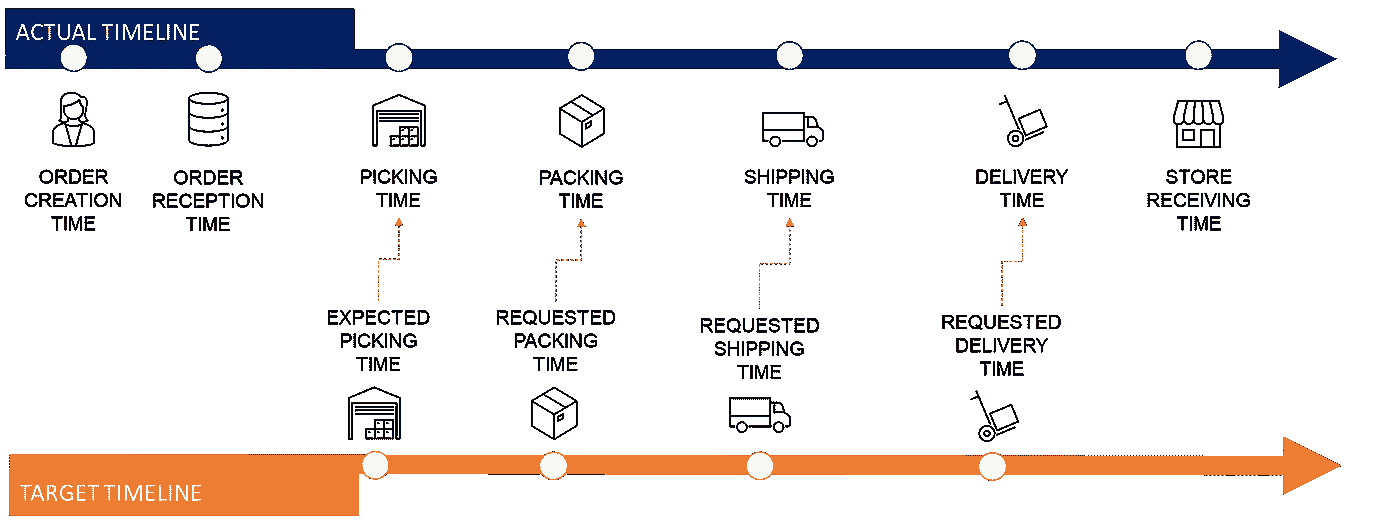 ACTUAL TIMELINE
ORDER
CREATION
TIME
ORDER
RECEPTION
TIME
PICKING
TIME
PACKING
TIME
SHIPPING
TIME
DELIVERY
TIME
STORE
RECEIVING
TIME
EXPECTED
PICKING
TIME
REQUESTED
PACKING
TIME
REQUESTED
SHIPPING
TIME
REQUESTED
DELIVERY
TIME
TARGET TIMELINE